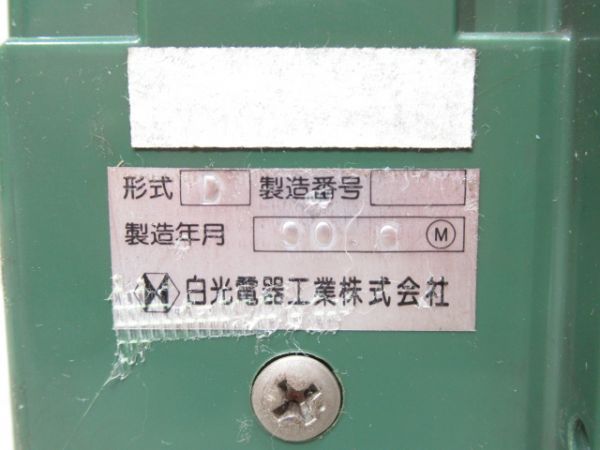 形式 D 製造番号
製造年月 Ⓜ
白光電器工業株式会社